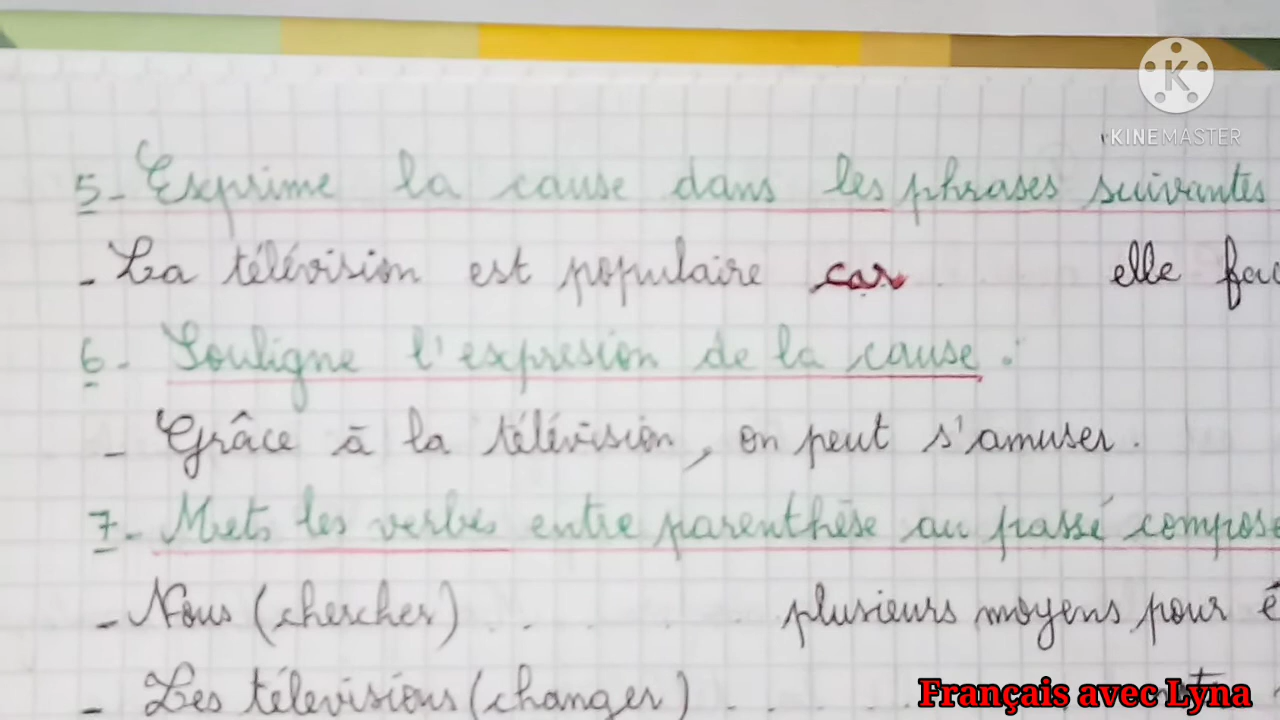 KINEMASTER
5- Exprime la cause dans les phrases suivantes
- La télévision est populaire car . elle fac
6- Souligne l'expresion de la cause :
- Grâce à la télévision, on peut s'amuser.
7- Mets les verbes entre parenthèse au passé composé
- Nous (chercher) . . . . . plusieurs moyens pour é
- Les télévisions (changer) . . . .
Français avec Lyna